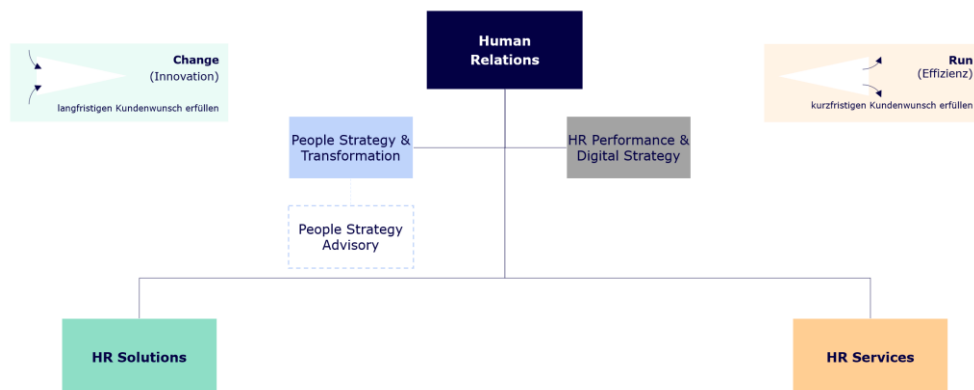 Human
Relations
Change
(Innovation)
langfristigen Kundenwunsch erfüllen
Run
(Effizienz)
kurzfristigen Kundenwunsch erfüllen
People Strategy &
Transformation
HR Performance &
Digital Strategy
People Strategy
Advisory
HR Solutions
HR Services